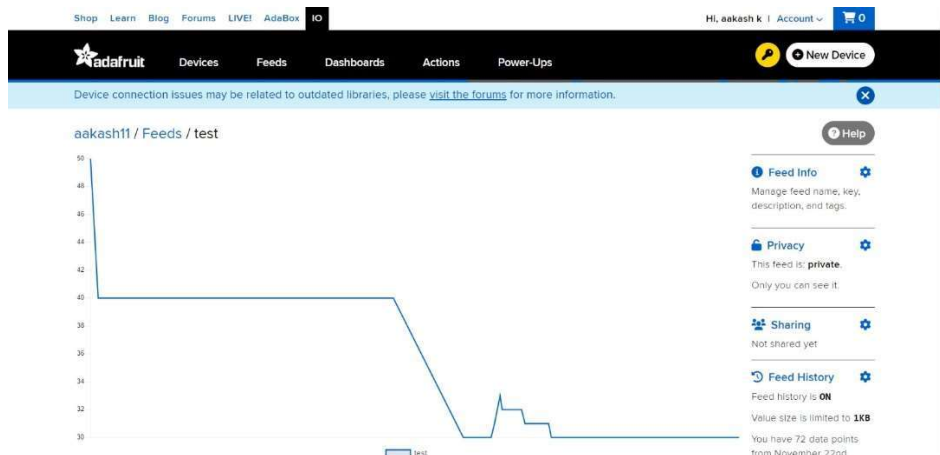 Shop Learn Blog Forums LIVE! AdaBox IO
Hi, aakash k | Account 0
adafruit Devices Feeds Dashboards Actions Power-Ups New Device
Device connection issues may be related to outdated libraries, please visit the forums for more information.
aakash11 / Feeds / test
Help
50
48
46
44
42
40
38
36
34
32
30
test
Feed Info
Manage feed name, key,
description, and tags.
Privacy
This feed is: private.
Only you can see it.
Sharing
Not shared yet
Feed History
Feed history is ON
Value size is limited to 1KB
You have 72 data points
from November 22nd